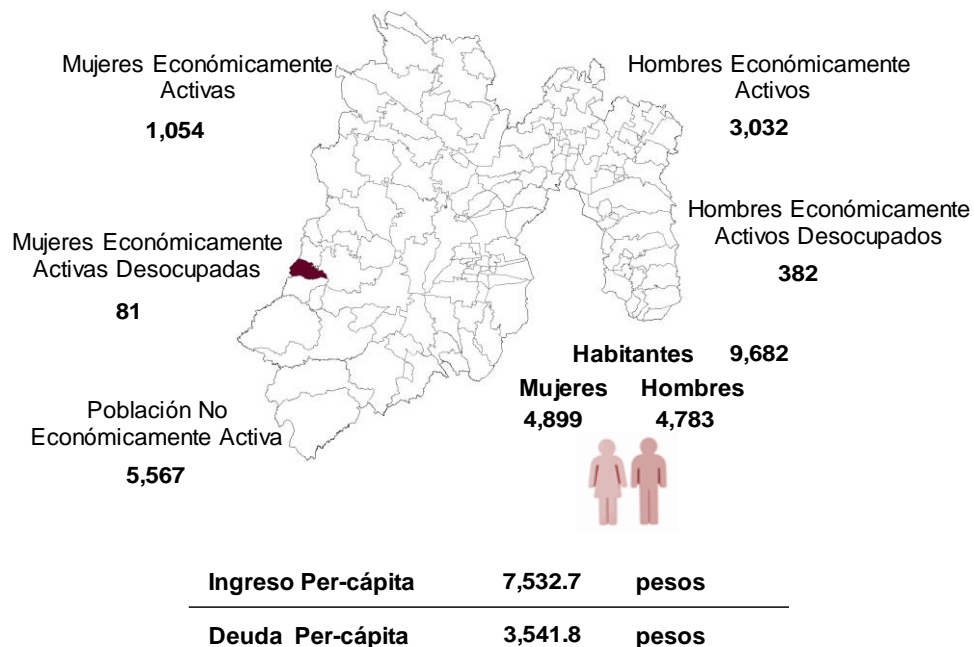 Mujeres Económicamente
Activas
1,054
Hombres Económicamente
Activos
3,032
Mujeres Económicamente
Activas Desocupadas
81
Hombres Económicamente
Activos Desocupados
382
Habitantes 9,682
Mujeres Hombres
4,899 4,783
Población No
Económicamente Activa
5,567
Ingreso Per-cápita 7,532.7 pesos
Deuda Per-cápita 3,541.8 pesos